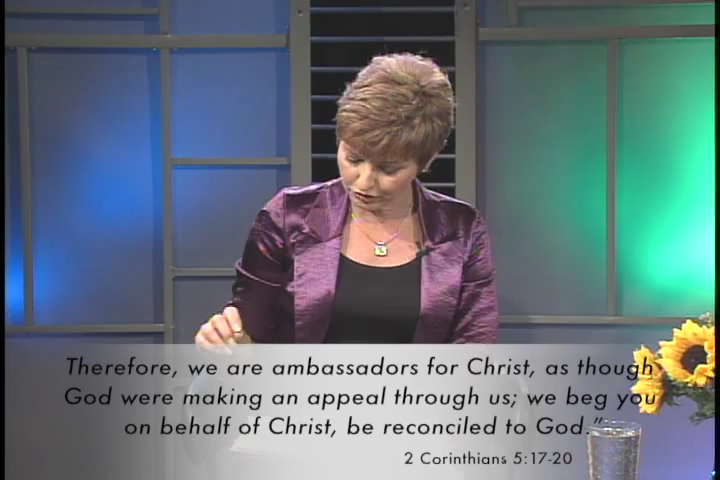 Therefore, we are ambassadors for Christ, as though
God were making an appeal through us; we beg you
on behalf of Christ, be reconciled to God.”
2 Corinthians 5:17-20